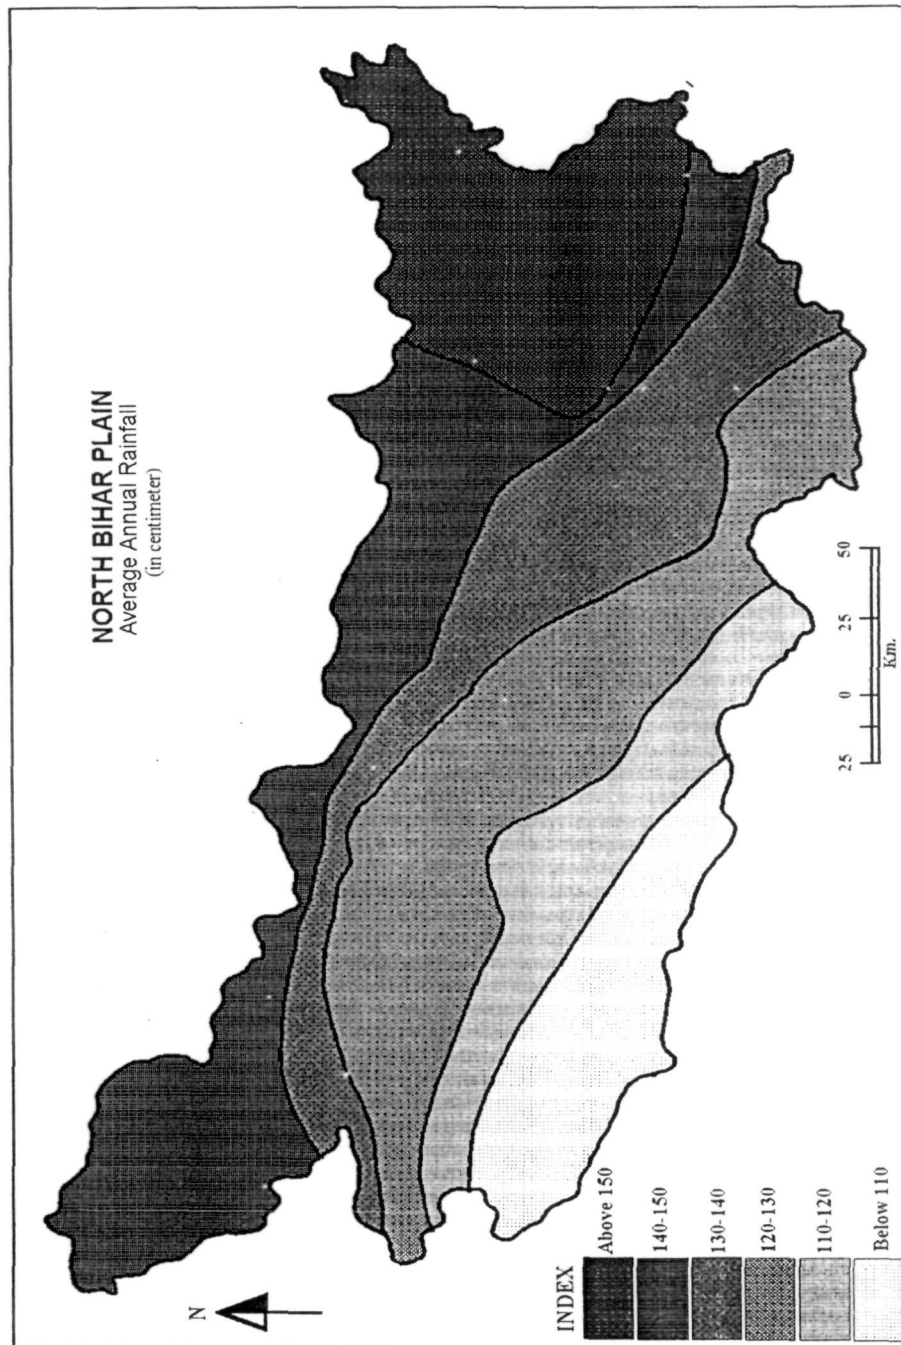 NORTH BIHAR PLAIN
Average Annual Rainfall
(in centimeter)
N
INDEX
Above 150
140-150
130-140
120-130
110-120
Below 110
25 0 25 50
Km.